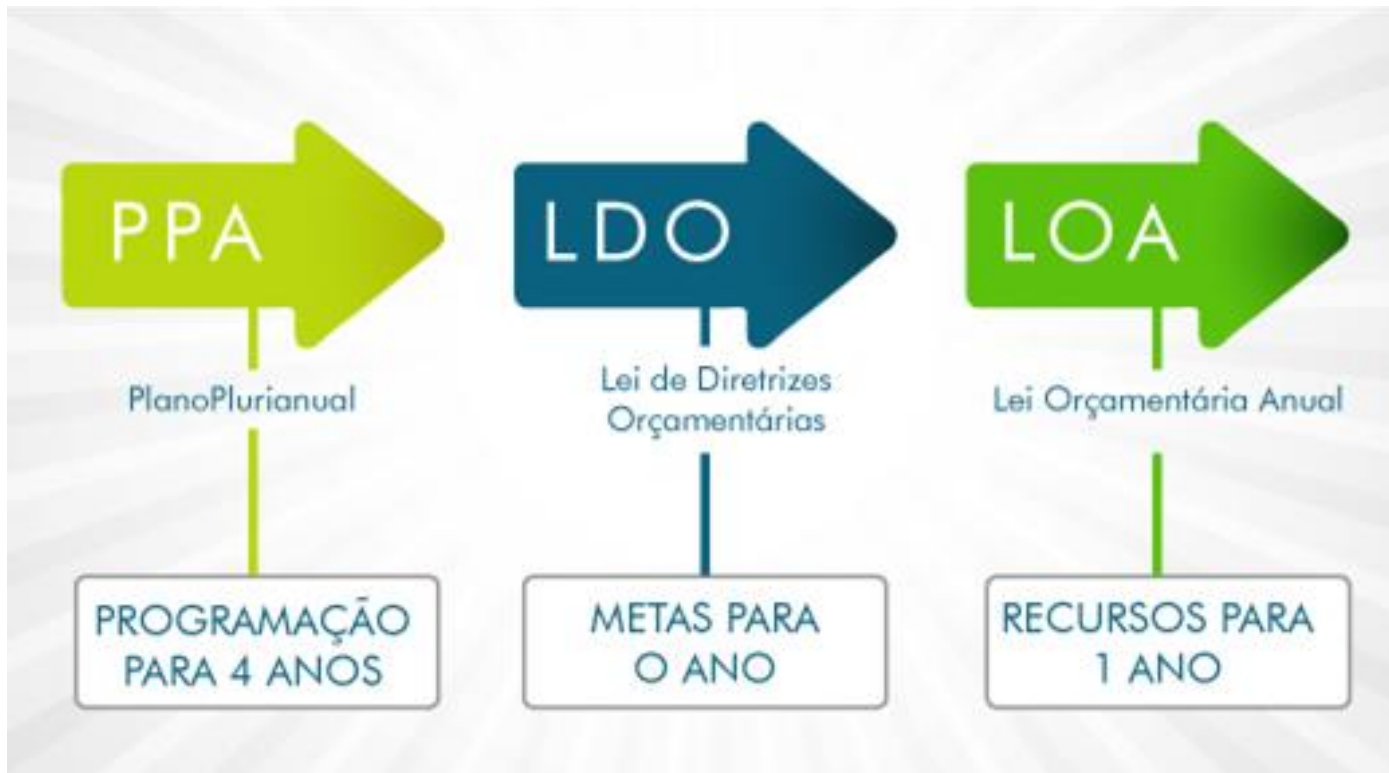 PPA
LDO
LOA
PlanoPlurianual
Lei de Diretrizes
Orçamentárias
Lei Orçamentária Anual
PROGRAMAÇÃO
PARA 4 ANOS
METAS PARA
O ANO
RECURSOS PARA
1 ANO